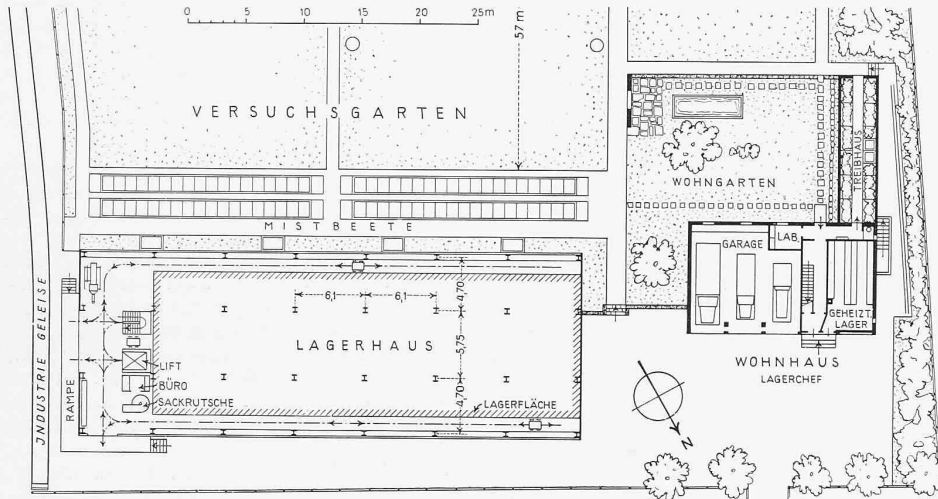 0 5 10 15 20 25m
57 m
VERSUCHSGARTEN
WOHNGARTEN
TREIBHAUS
MISTBEETE
GARAGE
LAB.
GEHEIZT.
LAGER
6,1 6,1
4,70
5,75
4,70
LAGERHAUS
LIFT
BÜRO
SACKRUTSCHE
LAGERFLÄCHE
RAMPE
JNDUSTRIE GELEISE
WOHNHAUS
LAGERCHEF
N